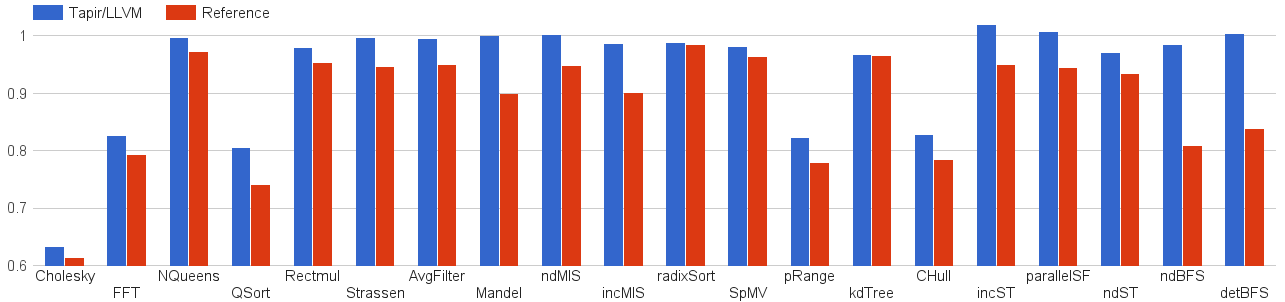 Tapir/LLVM Reference
1
0.9
0.8
0.7
0.6
Cholesky NQueens Rectmul AvgFilter ndMIS radixSort pRange CHull parallelSF ndBFS
FFT QSort Strassen Mandel incMIS SpMV kdTree incST ndST detBFS